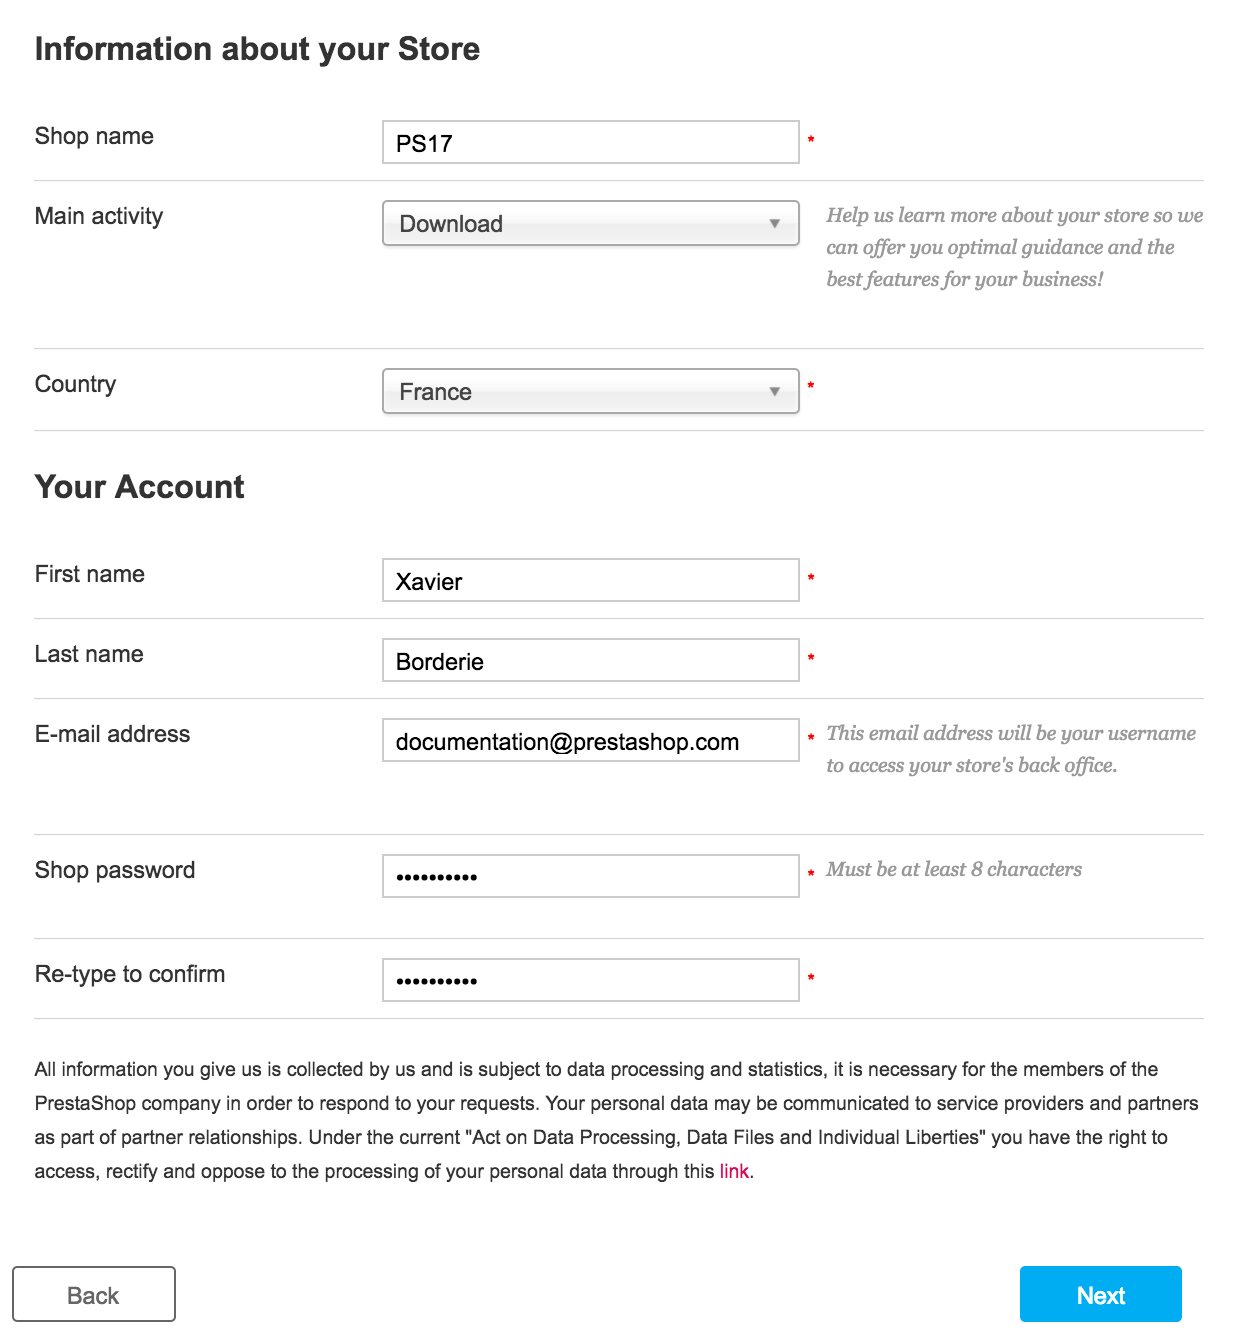 Information about your Store
Shop name
PS17 *
Main activity
Download
Help us learn more about your store so we
can offer you optimal guidance and the
best features for your business!
Country
France *
Your Account
First name
Xavier *
Last name
Borderie *
E-mail address
documentation@prestashop.com *
This email address will be your username
to access your store's back office.
Shop password
•••••••••• *
Must be at least 8 characters
Re-type to confirm
•••••••••• *
All information you give us is collected by us and is subject to data processing and statistics, it is necessary for the members of the
PrestaShop company in order to respond to your requests. Your personal data may be communicated to service providers and partners
as part of partner relationships. Under the current "Act on Data Processing, Data Files and Individual Liberties" you have the right to
access, rectify and oppose to the processing of your personal data through this link.
Back
Next